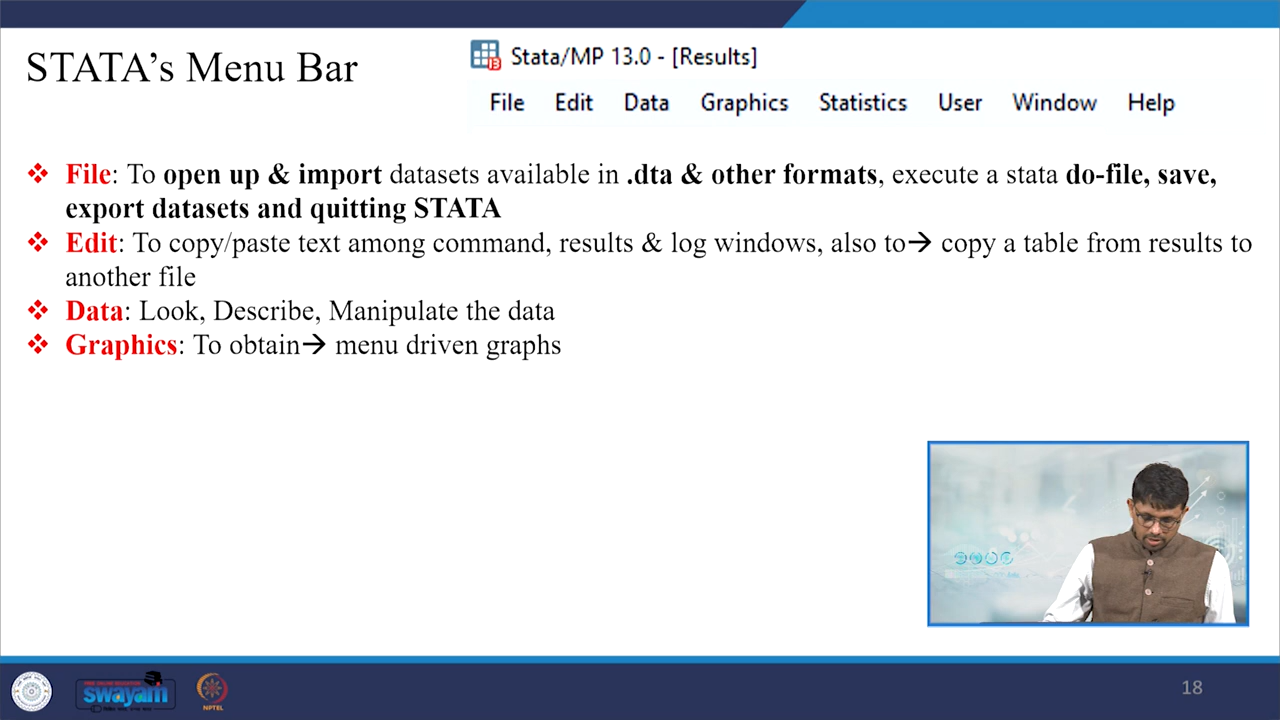 STATA's Menu Bar
Stata/MP 13.0 - [Results]
File Edit Data Graphics Statistics User Window Help
❖ File: To open up & import datasets available in .dta & other formats, execute a stata do-file, save,
export datasets and quitting STATA
❖ Edit: To copy/paste text among command, results & log windows, also to→ copy a table from results to
another file
❖ Data: Look, Describe, Manipulate the data
❖ Graphics: To obtain→ menu driven graphs
swayam
NPTEL
18